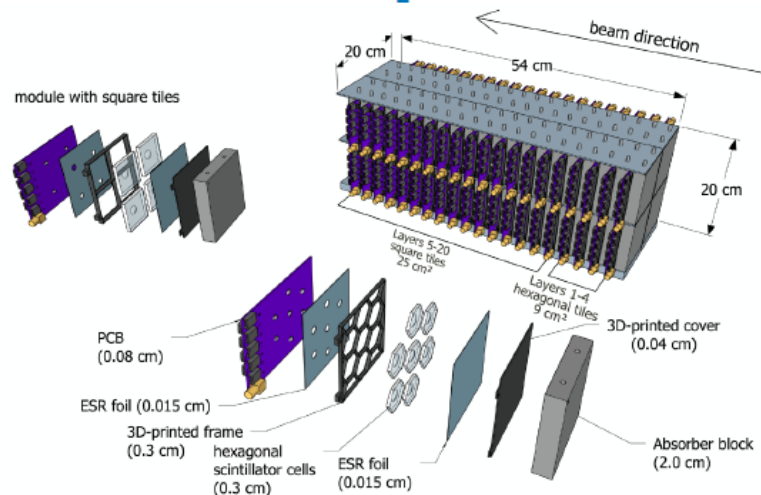 beam direction
20 cm
54 cm
module with square tiles
20 cm
Layers 5-20
square tiles
25 cm²
Layers 1-4
hexagonal tiles
9 cm²
PCB
(0.08 cm)
3D-printed cover
(0.04 cm)
ESR foil (0.015 cm)
3D-printed frame
(0.3 cm)
hexagonal
scintillator cells
(0.3 cm)
ESR foil
(0.015 cm)
Absorber block
(2.0 cm)